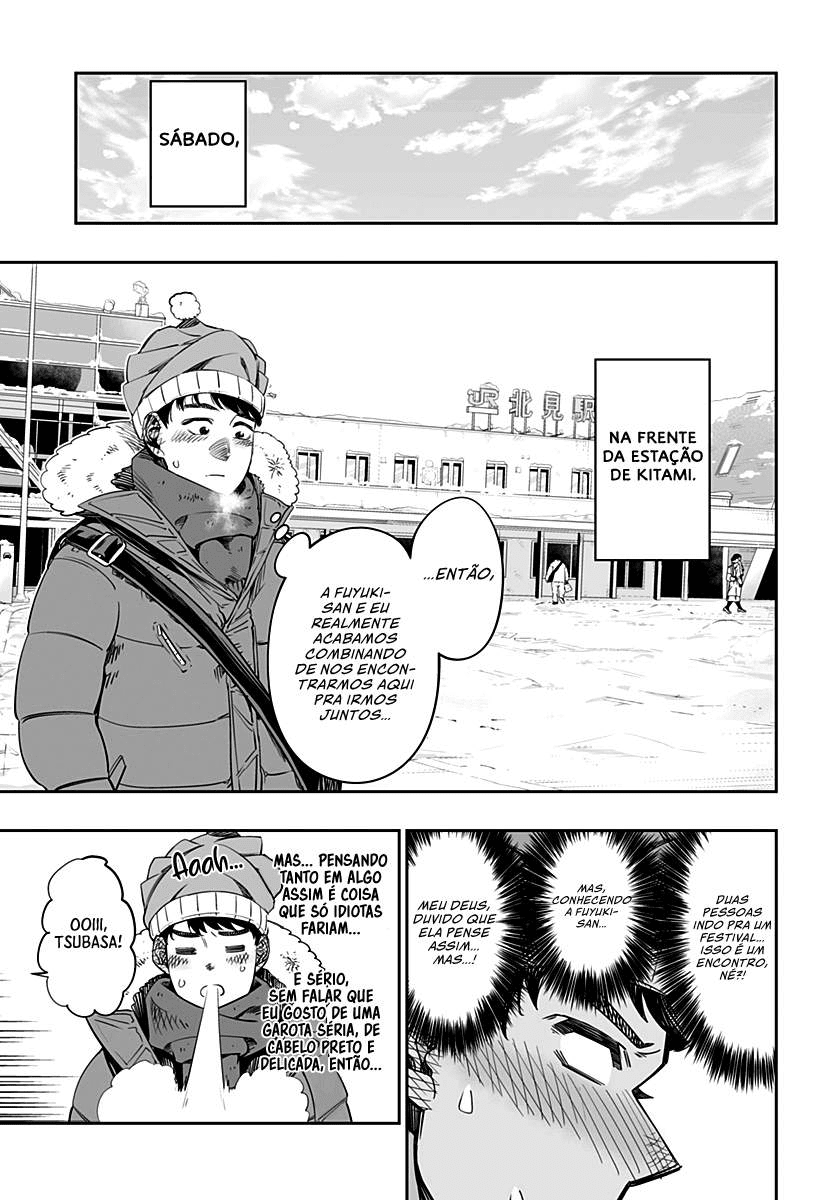 SÁBADO,
NA FRENTE
DA ESTAÇÃO
DE KITAMI.
JR北見駅
...ENTÃO,
A FUYUKI-
SAN E EU
REALMENTE
ACABAMOS
COMBINANDO
DE NOS ENCON-
TRARMOS AQUI
PRA IRMOS
JUNTOS...
DUAS
PESSOAS
INDO PRA UM
FESTIVAL...
ISSO É UM
ENCONTRO,
NÉ?!
MAS,
CONHECENDO
A FUYUKI-
SAN...
MEU DEUS,
DUVIDO QUE
ELA PENSE
ASSIM...
MAS...!
MAS... PENSANDO
TANTO EM ALGO
ASSIM É COISA
QUE SÓ IDIOTAS
FARIAM...
Aaah...
E SÉRIO,
SEM FALAR QUE
EU GOSTO DE UMA
GAROTA SÉRIA, DE
CABELO PRETO E
DELICADA, ENTÃO...
OOIII,
TSUBASA!